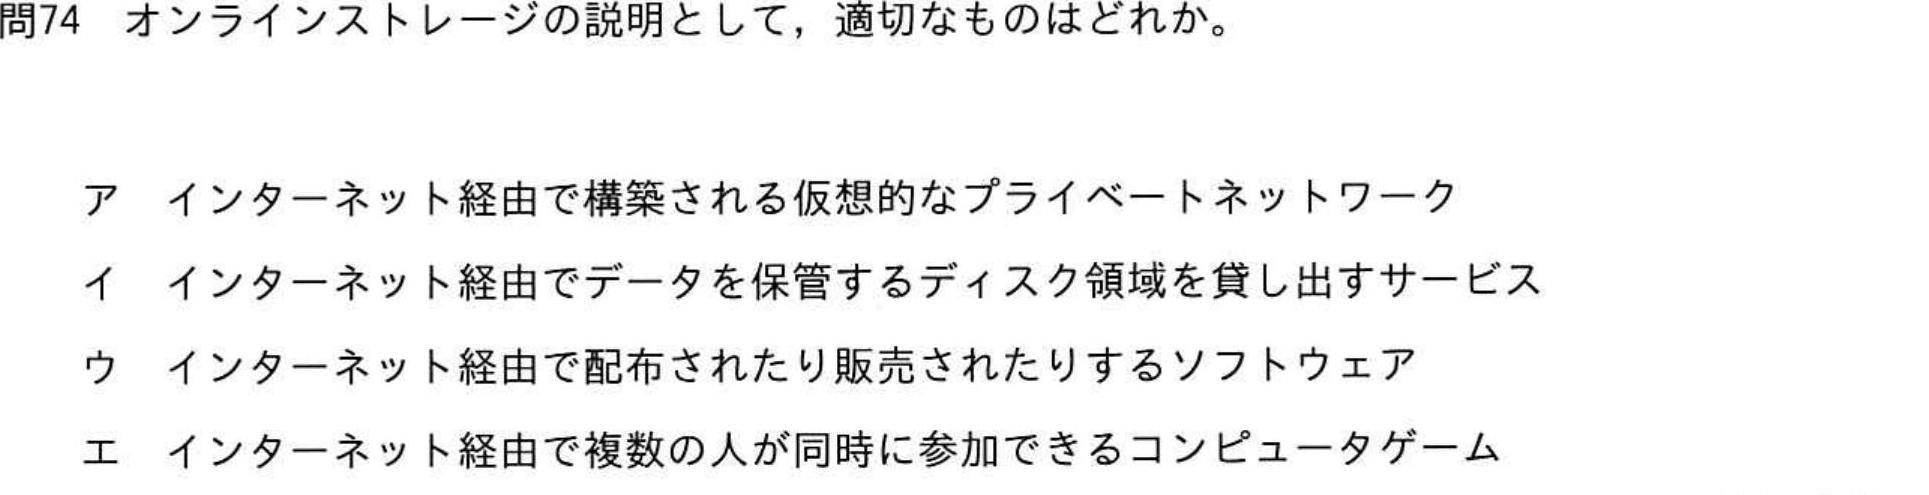 問74　オンラインストレージの説明として，適切なものはどれか。
ア　インターネット経由で構築される仮想的なプライベートネットワーク
イ　インターネット経由でデータを保管するディスク領域を貸し出すサービス
ウ　インターネット経由で配布されたり販売されたりするソフトウェア
エ　インターネット経由で複数の人が同時に参加できるコンピュータゲーム